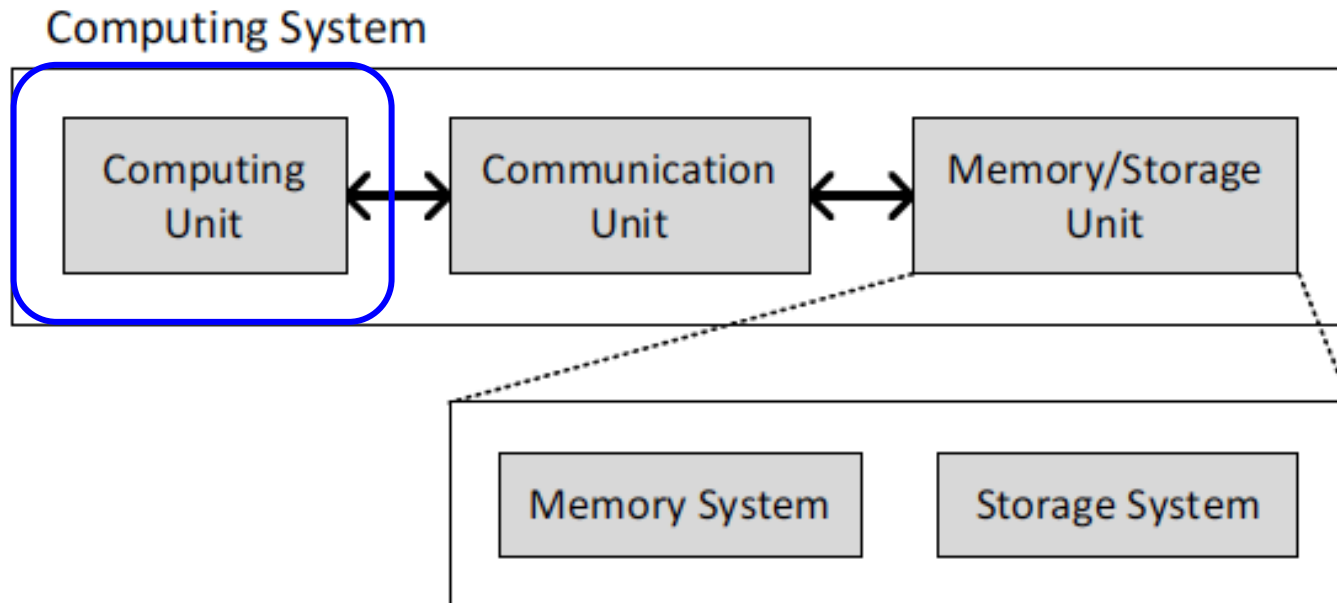 Computing System
Computing
Unit
Communication
Unit
Memory/Storage
Unit
Memory System
Storage System